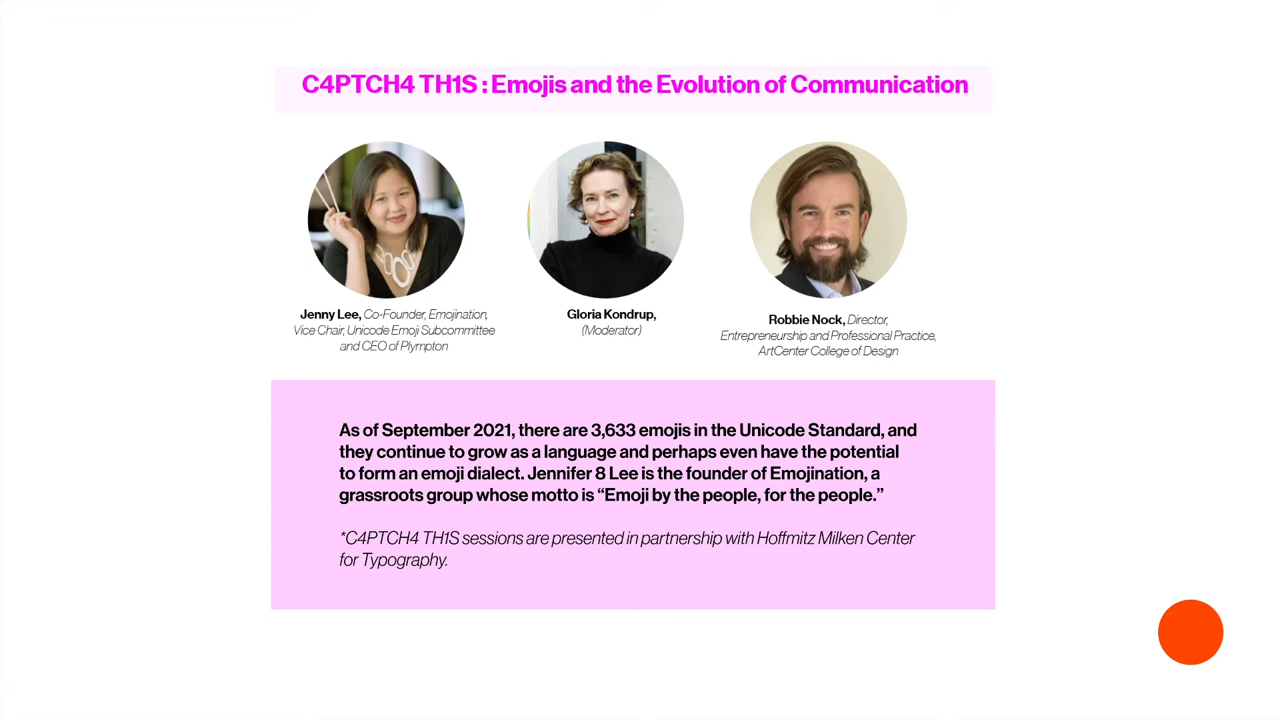 C4PTCH4 TH1S : Emojis and the Evolution of Communication
Jenny Lee, Co-Founder, Emojination,
Vice Chair, Unicode Emoji Subcommittee
and CEO of Plympton
Gloria Kondrup,
(Moderator)
Robbie Nock, Director,
Entrepreneurship and Professional Practice,
ArtCenter College of Design
As of September 2021, there are 3,633 emojis in the Unicode Standard, and
they continue to grow as a language and perhaps even have the potential
to form an emoji dialect. Jennifer 8 Lee is the founder of Emojination, a
grassroots group whose motto is “Emoji by the people, for the people.”
*C4PTCH4 TH1S sessions are presented in partnership with Hoffmitz Milken Center
for Typography.